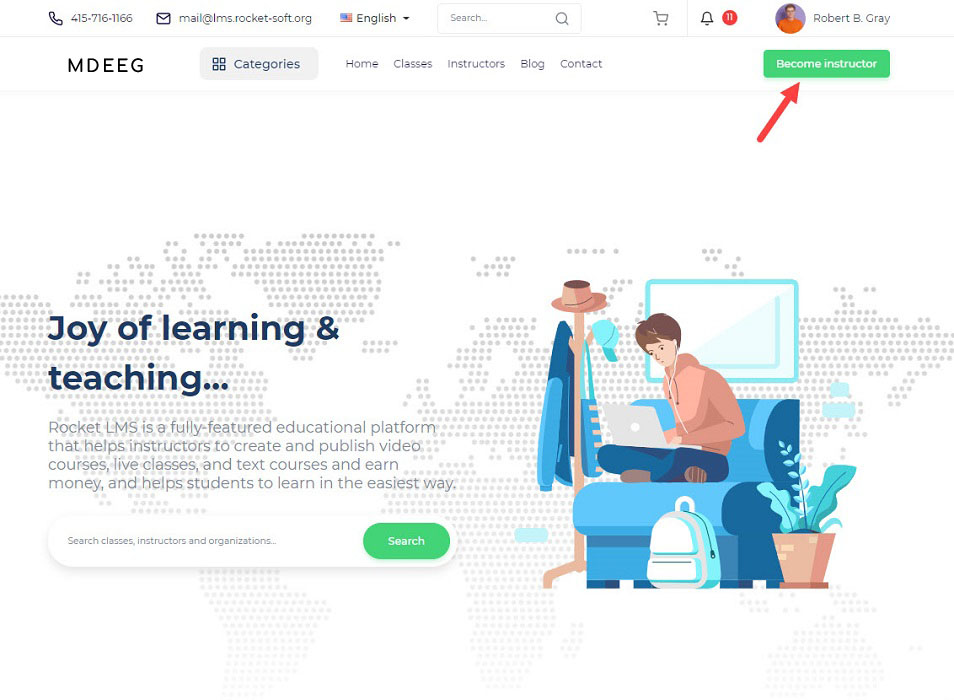 415-716-1166 mail@lms.rocket-soft.org English Search... 11 Robert B. Gray
MDEEG Categories Home Classes Instructors Blog Contact Become instructor
Joy of learning &
teaching...
Rocket LMS is a fully-featured educational platform
that helps instructors to create and publish video
courses, live classes, and text courses and earn
money, and helps students to learn in the easiest way.
Search classes, instructors and organizations... Search